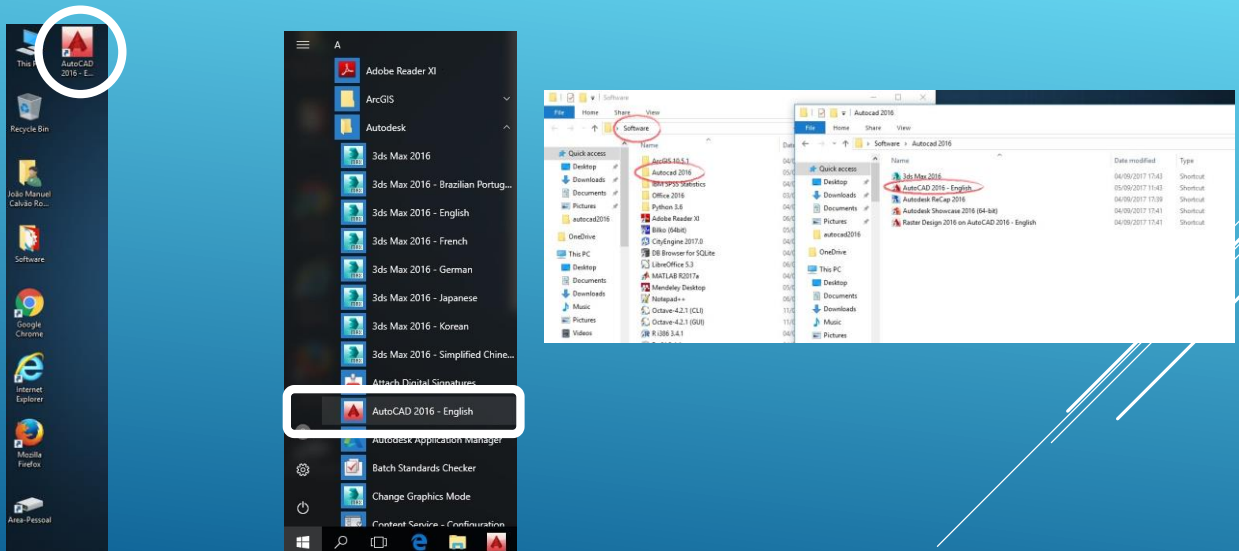 This P
AutoCAD
2016 - E...
Recycle Bin
João Manuel
Calvão Ro...
Software
Google
Chrome
Internet
Explorer
Mozilla
Firefox
Area-Pessoal
A
Adobe Reader XI
ArcGIS
Autodesk
3ds Max 2016
3ds Max 2016 - Brazilian Portug...
3ds Max 2016 - English
3ds Max 2016 - French
3ds Max 2016 - German
3ds Max 2016 - Japanese
3ds Max 2016 - Korean
3ds Max 2016 - Simplified Chine...
Attach Digital Signatures
AutoCAD 2016 - English
Autodesk Application Manager
Batch Standards Checker
Change Graphics Mode
Content Service - Configuration
Software
File Home Share View
Software
Name
Quick access
Desktop
Downloads
Documents
Pictures
autocad2016
OneDrive
This PC
Desktop
Documents
Downloads
Music
Pictures
Videos
ArcGIS 10.5.1
Autocad 2016
IBM SPSS Statistics
Office 2016
Python 3.6
Adobe Reader XI
Bilko (64bit)
CityEngine 2017.0
DB Browser for SQLite
LibreOffice 5.3
MATLAB R2017a
Mendeley Desktop
Notepad++
Octave-4.2.1 (CLI)
Octave-4.2.1 (GUI)
R i386 3.4.1
Autocad 2016
File Home Share View
Software > Autocad 2016
Name Date modified Type
Quick access
Desktop
Downloads
Documents
Pictures
autocad2016
OneDrive
This PC
Desktop
Documents
Downloads
Music
Pictures
3ds Max 2016 04/09/2017 17:43 Shortcut
AutoCAD 2016 - English 05/09/2017 11:43 Shortcut
Autodesk ReCap 2016 04/09/2017 17:39 Shortcut
Autodesk Showcase 2016 (64-bit) 04/09/2017 17:41 Shortcut
Raster Design 2016 on AutoCAD 2016 - English 04/09/2017 17:41 Shortcut